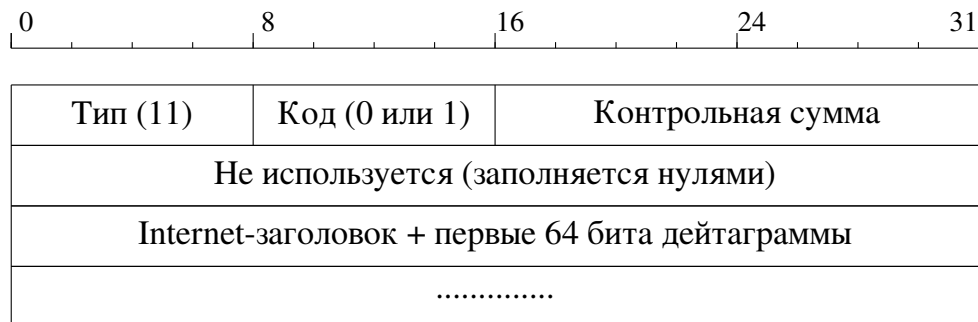 0 8 16 24 31
Тип (11) Код (0 или 1) Контрольная сумма
Не используется (заполняется нулями)
Internet-заголовок + первые 64 бита дейтаграммы
..............